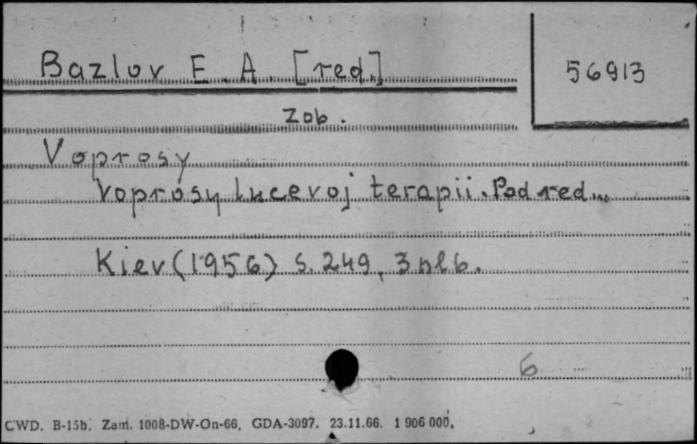 Bazlov E. A. [red.]
56913
zob.
Voprosy
Voprosy lucevoj terapii. Pod red...
Kiev (1956) S. 249, 3 nlb.
6
CWD. B-15b. Zam. 1008-DW-On-66. GDA-3097. 23.11.66. 1 906 000.